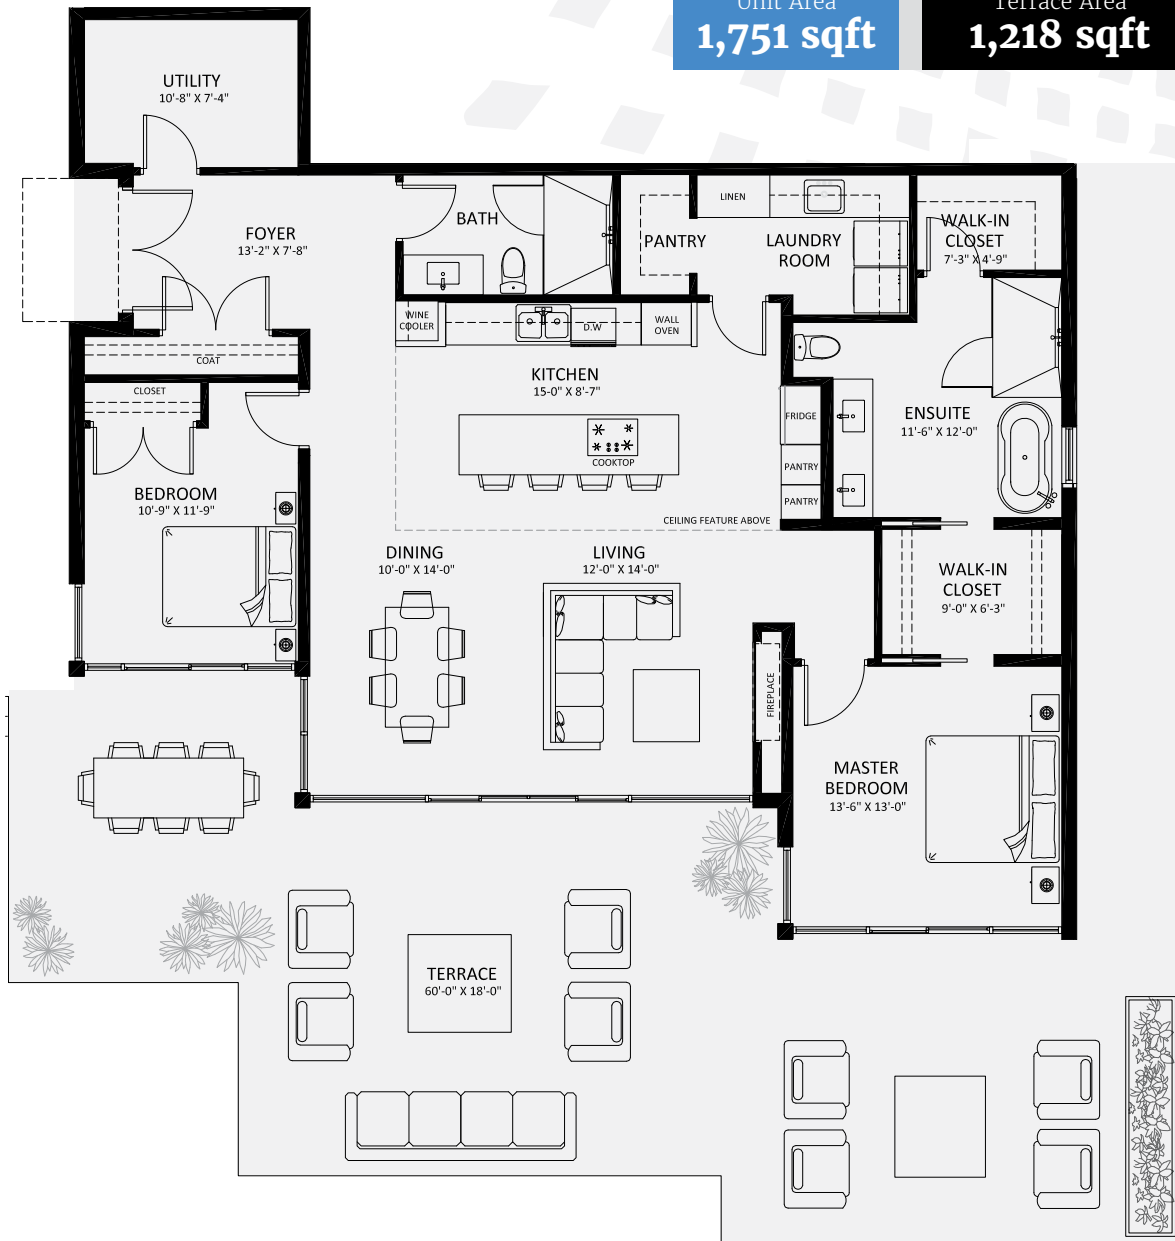 Unit Area
1,751 sqft
Terrace Area
1,218 sqft
UTILITY
10'-8" X 7'-4"
FOYER
13'-2" X 7'-8"
BATH
PANTRY
LINEN
LAUNDRY
ROOM
WALK-IN
CLOSET
7'-3" X 4'-9"
WINE
COOLER
D.W
WALL
OVEN
COAT
CLOSET
KITCHEN
15-0" X 8'-7"
COOKTOP
FRIDGE
PANTRY
PANTRY
ENSUITE
11'-6" X 12'-0"
BEDROOM
10'-9" X 11'-9"
CEILING FEATURE ABOVE
DINING
10'-0" X 14'-0"
LIVING
12'-0" X 14'-0"
WALK-IN
CLOSET
9'-0" X 6'-3"
FIREPLACE
MASTER
BEDROOM
13'-6" X 13'-0"
TERRACE
60'-0" X 18'-0"